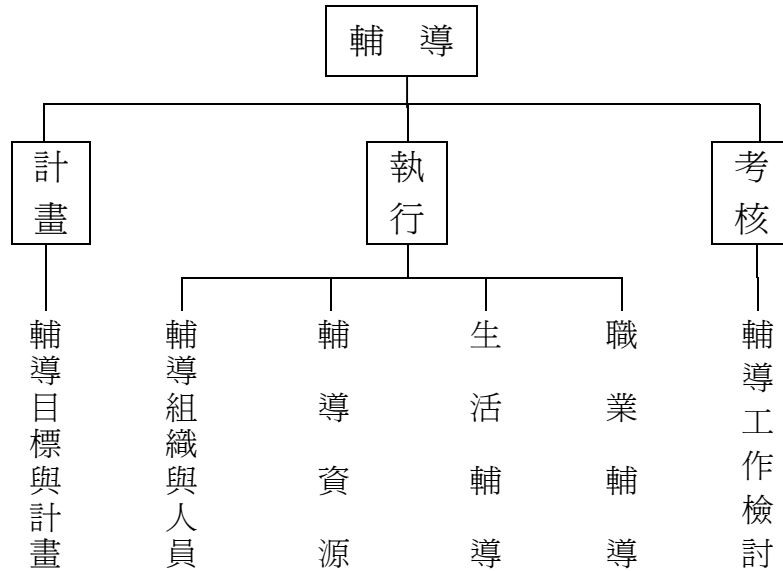 輔 導
計畫
執行
考核
輔導目標與計畫
輔導組織與人員
輔導資源
生活輔導
職業輔導
輔導工作檢討